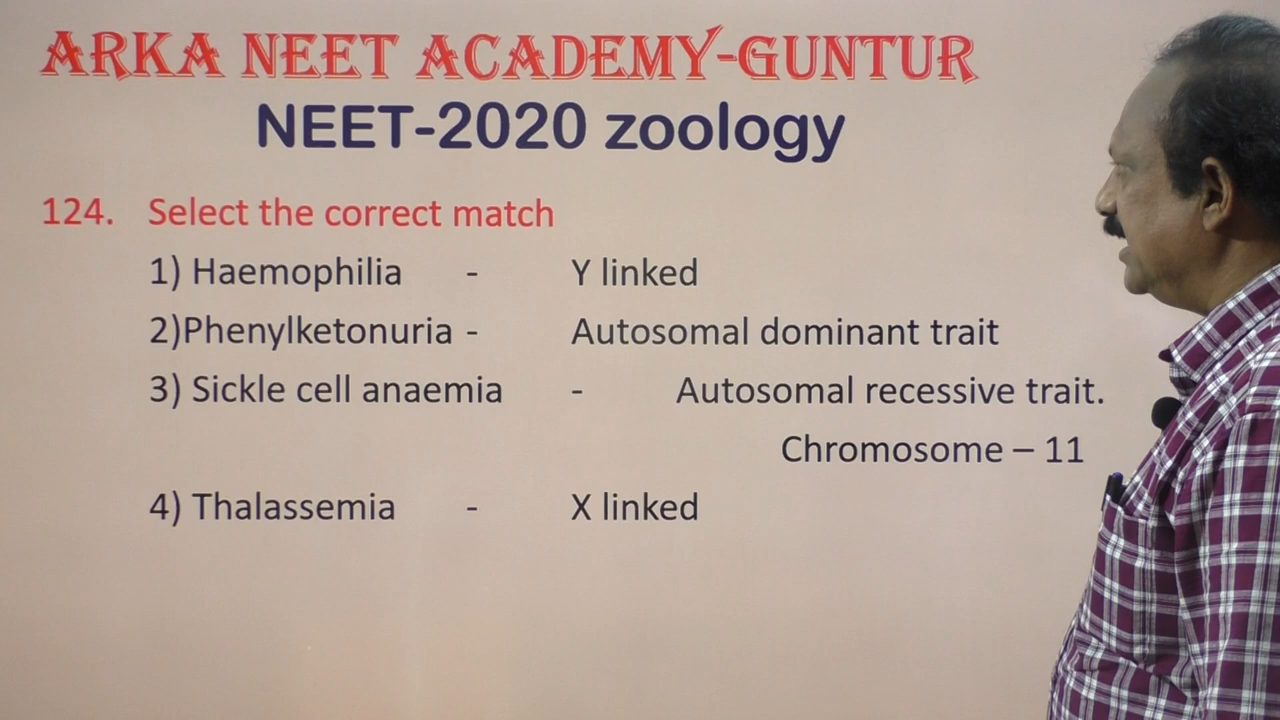 ARKA NEET ACADEMY-GUNTUR
NEET-2020 zoology
124. Select the correct match
1) Haemophilia - Y linked
2)Phenylketonuria - Autosomal dominant trait
3) Sickle cell anaemia - Autosomal recessive trait.
Chromosome – 11
4) Thalassemia - X linked